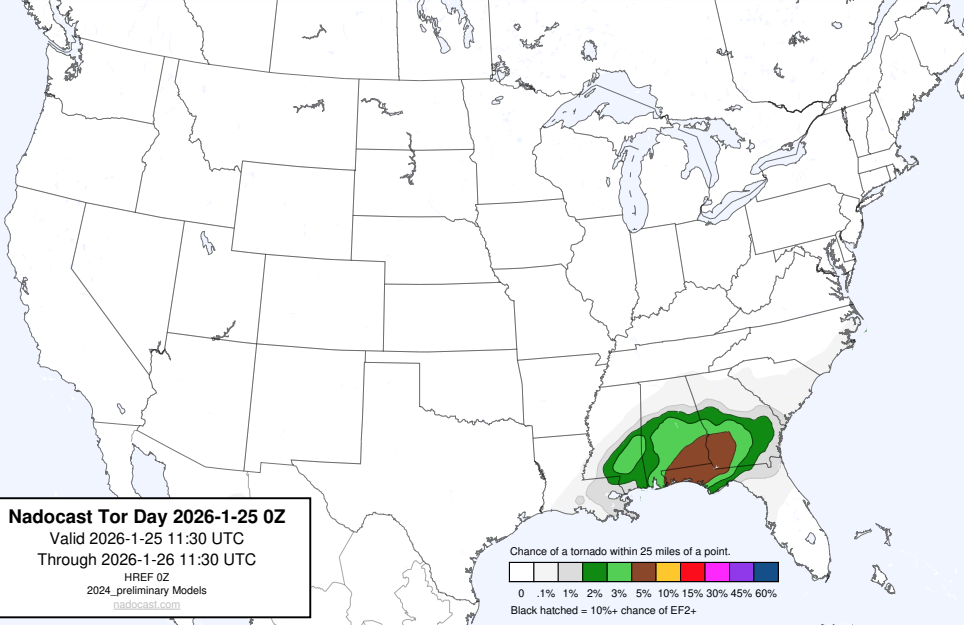 Nadocast Tor Day 2026-1-25 0Z
Valid 2026-1-25 11:30 UTC
Through 2026-1-26 11:30 UTC
HREF 0Z
2024_preliminary Models
nadocast.com
Chance of a tornado within 25 miles of a point.
0 .1% 1% 2% 3% 5% 10% 15% 30% 45% 60%
Black hatched = 10%+ chance of EF2+